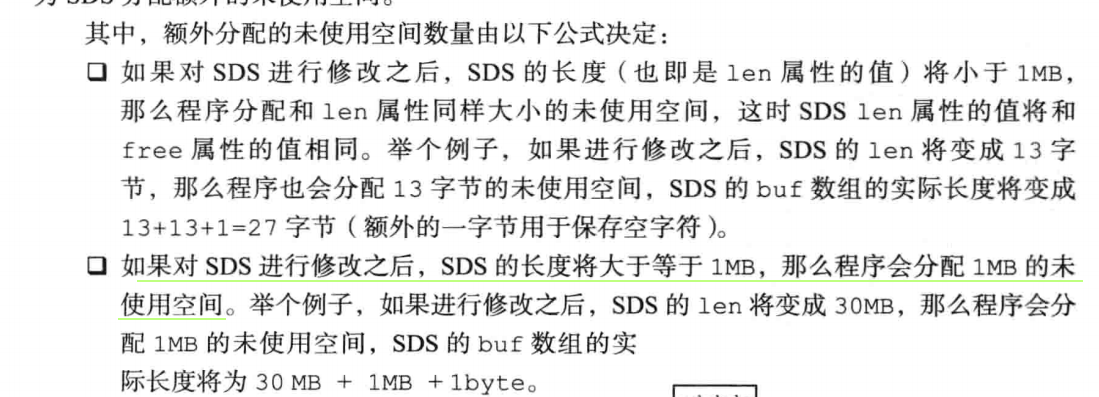 其中，额外分配的未使用空间数量由以下公式决定：
❑ 如果对 SDS 进行修改之后，SDS 的长度（也即是 len 属性的值）将小于 1MB，
那么程序分配和 len 属性同样大小的未使用空间，这时 SDS len 属性的值将和
free 属性的值相同。举个例子，如果进行修改之后，SDS 的 len 将变成 13 字
节，那么程序也会分配 13 字节的未使用空间，SDS 的 buf 数组的实际长度将变成
13+13+1=27 字节（额外的一字节用于保存空字符）。
❑ 如果对 SDS 进行修改之后，SDS 的长度将大于等于 1MB，那么程序会分配 1MB 的未
使用空间。举个例子，如果进行修改之后，SDS 的 len 将变成 30MB，那么程序会分
配 1MB 的未使用空间，SDS 的 buf 数组的实
际长度将为 30 MB + 1MB +1byte。